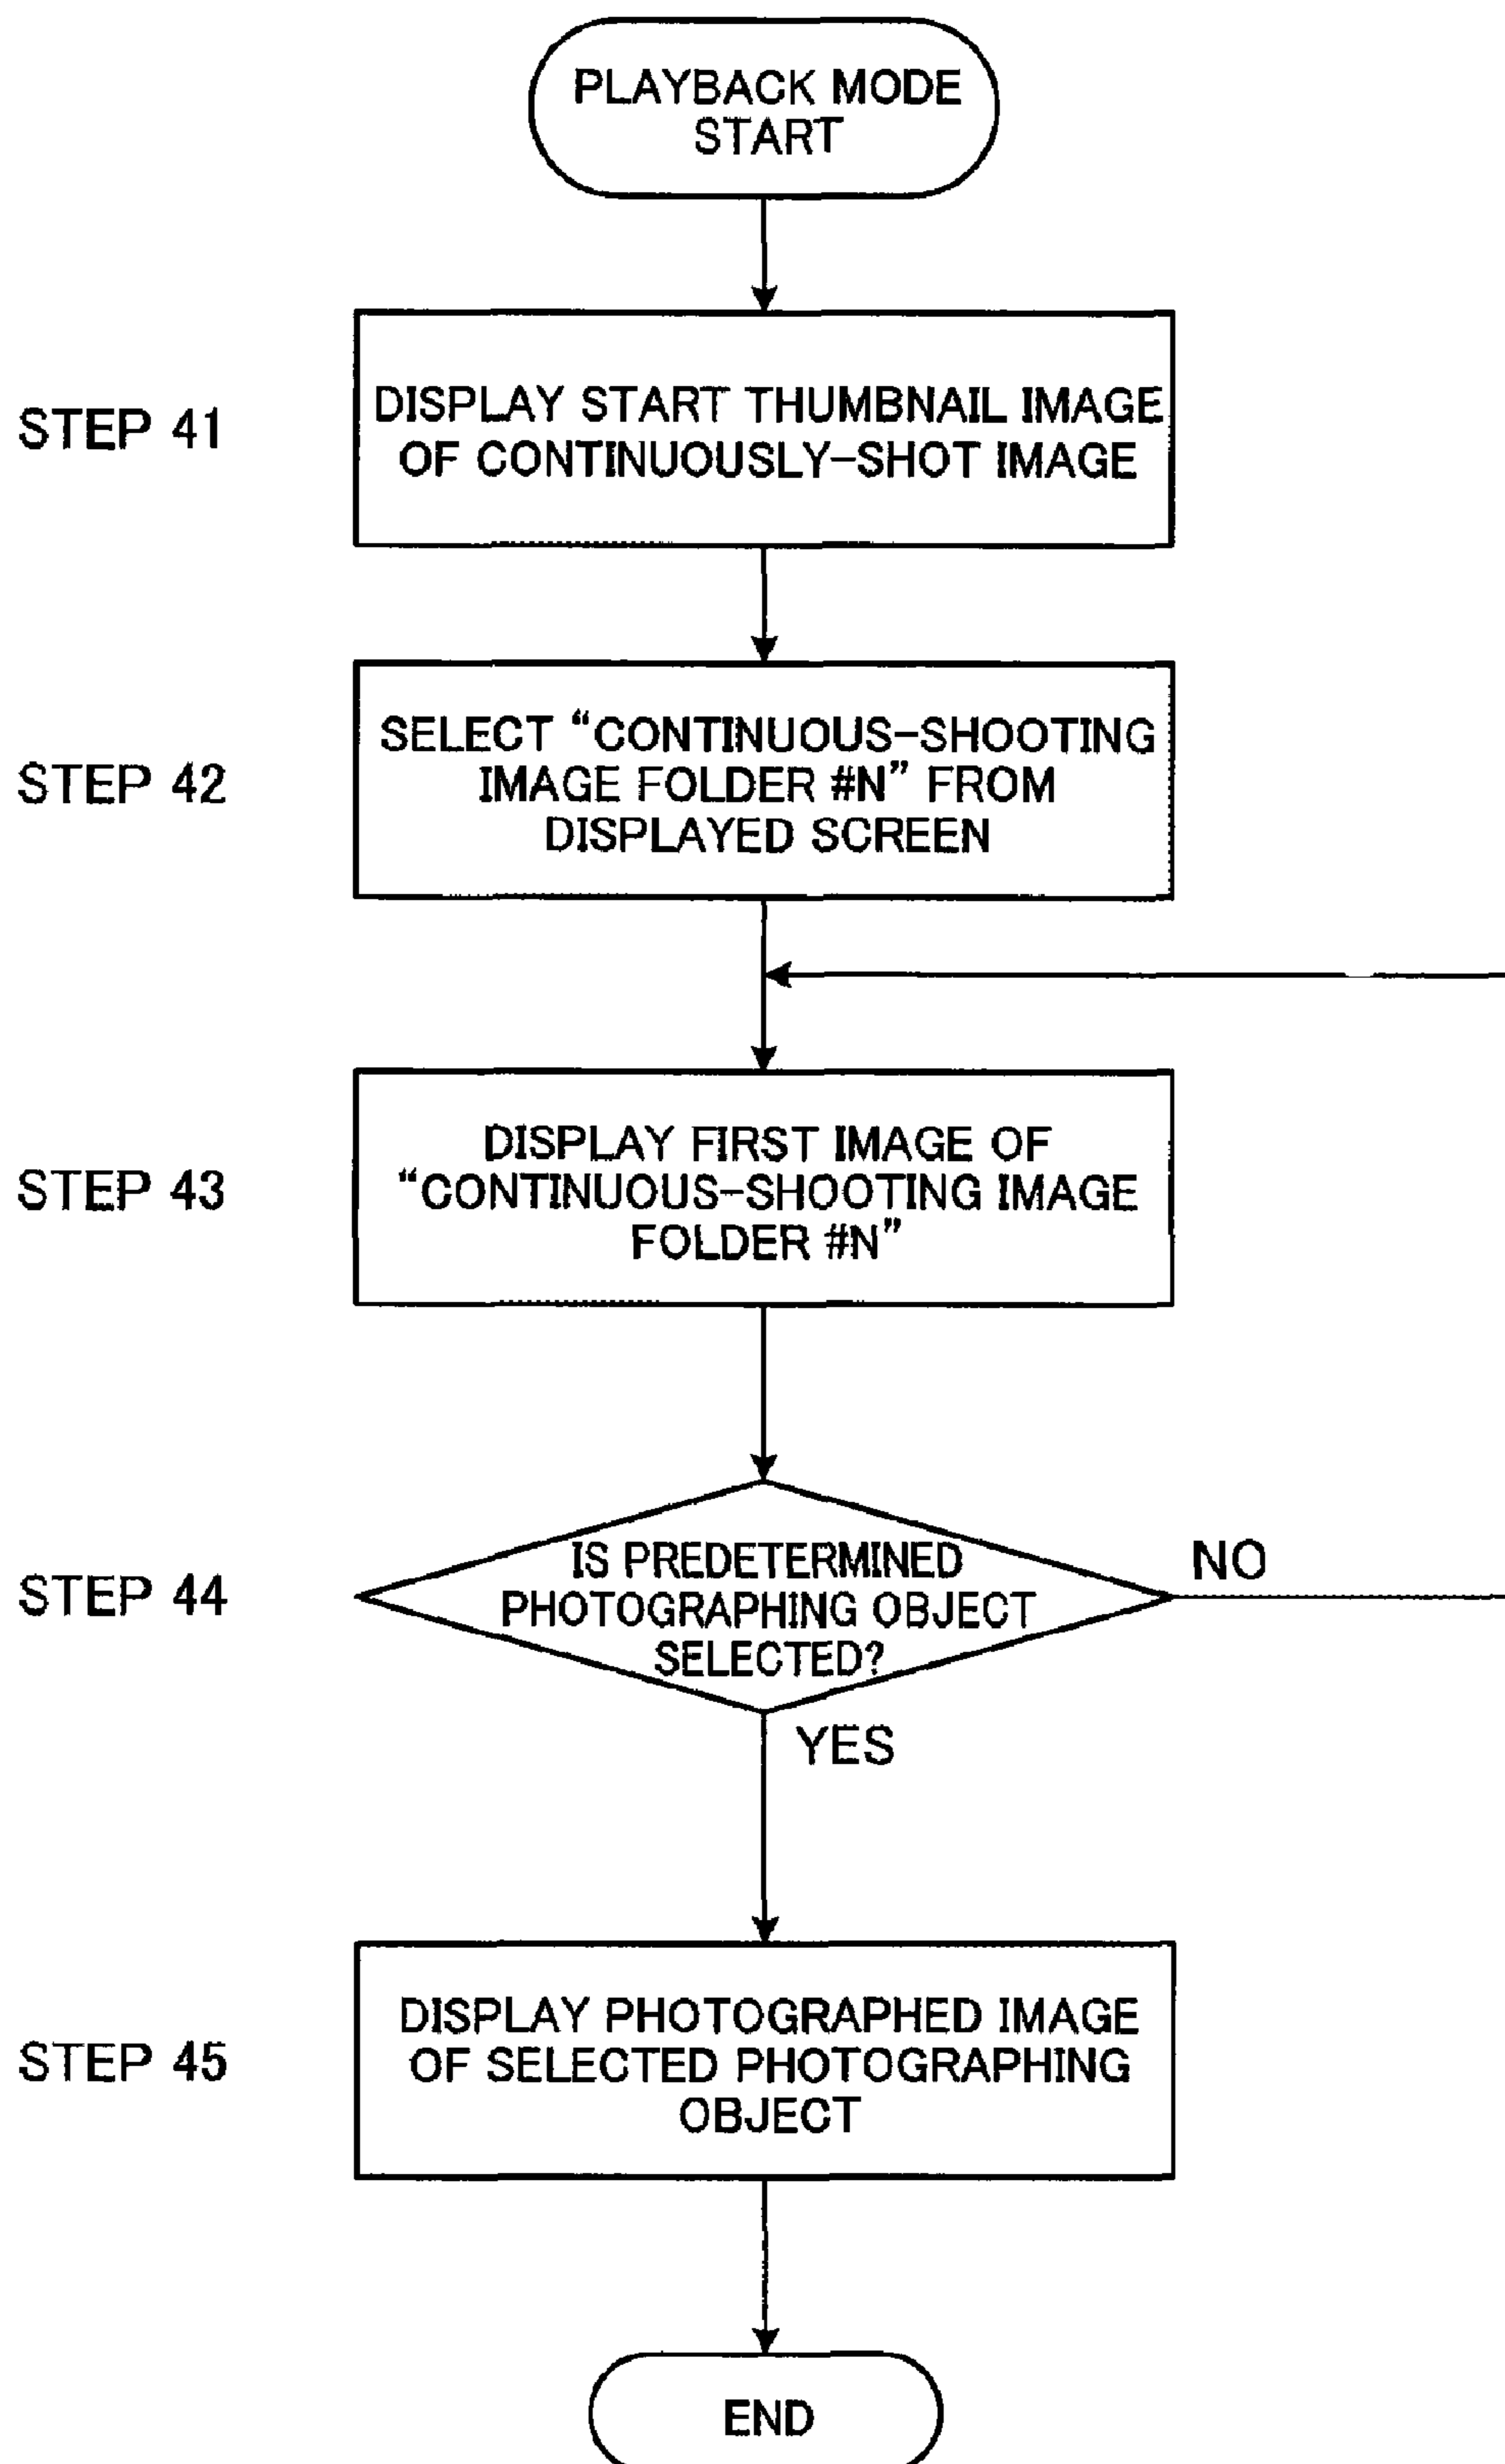 PLAYBACK MODE
START
STEP 41
DISPLAY START THUMBNAIL IMAGE
OF CONTINUOUSLY-SHOT IMAGE
STEP 42
SELECT “CONTINUOUS-SHOOTING
IMAGE FOLDER #N” FROM
DISPLAYED SCREEN
STEP 43
DISPLAY FIRST IMAGE OF
“CONTINUOUS-SHOOTING IMAGE
FOLDER #N”
STEP 44
IS PREDETERMINED
PHOTOGRAPHING OBJECT
SELECTED?
NO
YES
STEP 45
DISPLAY PHOTOGRAPHED IMAGE
OF SELECTED PHOTOGRAPHING
OBJECT
END